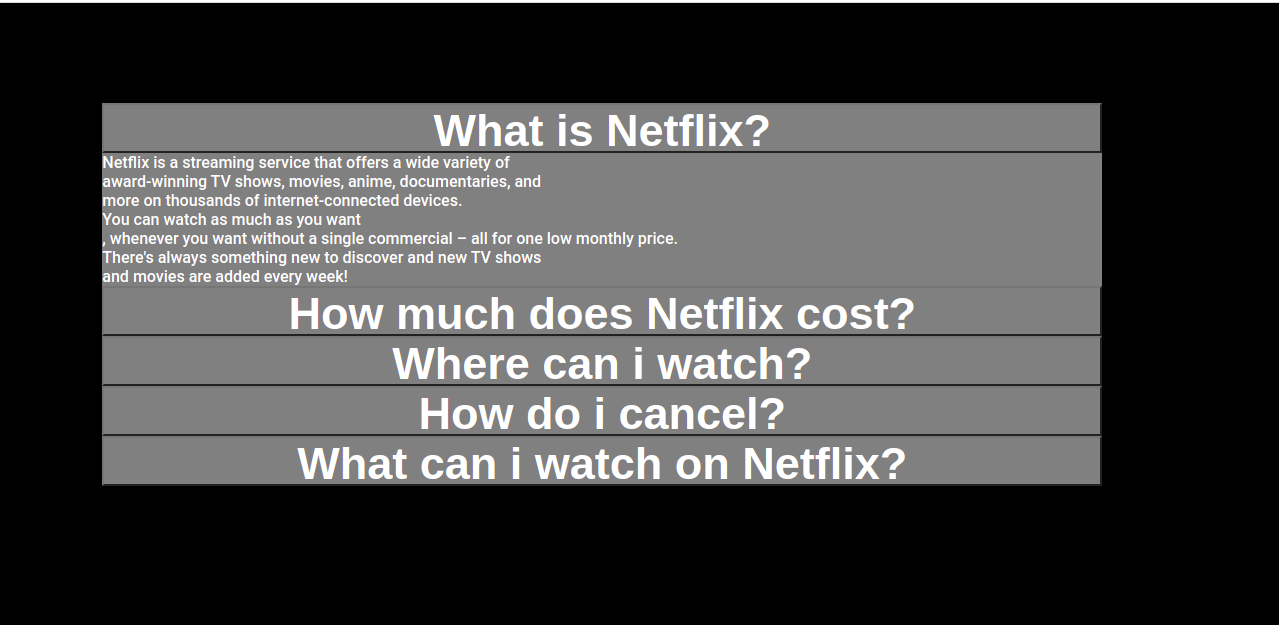 What is Netflix?
Netflix is a streaming service that offers a wide variety of
award-winning TV shows, movies, anime, documentaries, and
more on thousands of internet-connected devices.
You can watch as much as you want
, whenever you want without a single commercial – all for one low monthly price.
There's always something new to discover and new TV shows
and movies are added every week!
How much does Netflix cost?
Where can i watch?
How do i cancel?
What can i watch on Netflix?